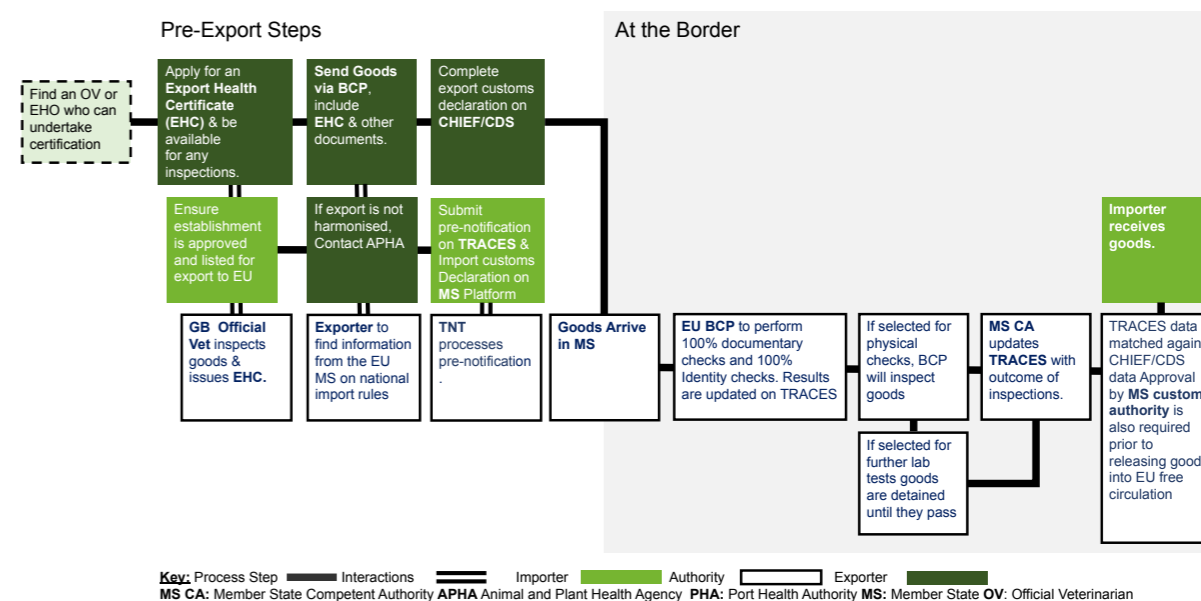 Pre-Export Steps
At the Border
Find an OV or
EHO who can
undertake
certification
Apply for an
Export Health
Certificate
(EHC) & be
available
for any
inspections.
Send Goods
via BCP,
include
EHC & other
documents.
Complete
export customs
declaration on
CHIEF/CDS
Ensure
establishment
is approved
and listed for
export to EU
If export is not
harmonised,
Contact APHA
Submit
pre-notification
on TRACES &
Import customs
Declaration on
MS Platform
Importer
receives
goods.
GB Official
Vet inspects
goods &
issues EHC.
Exporter to
find information
from the EU
MS on national
import rules
TNT
processes
pre-notification
.
Goods Arrive
in MS
EU BCP to perform
100% documentary
checks and 100%
Identity checks. Results
are updated on TRACES
If selected for
physical
checks, BCP
will inspect
goods
MS CA
updates
TRACES with
outcome of
inspections.
TRACES data
matched again
CHIEF/CDS
data Approval
by MS custom
authority is
also required
prior to
releasing good
into EU free
circulation
If selected for
further lab
tests goods
are detained
until they pass
Key: Process Step Interactions Importer Authority Exporter
MS CA: Member State Competent Authority APHA Animal and Plant Health Agency PHA: Port Health Authority MS: Member State OV: Official Veterinarian